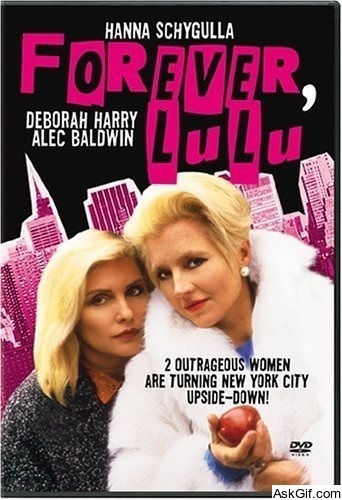 HANNA SCHYGULLA
FOREVER,
DEBORAH HARRY
ALEC BALDWIN
LuLu
2 OUTRAGEOUS WOMEN
ARE TURNING NEW YORK CITY
UPSIDE-DOWN!
DVD
VIDEO
AskGif.com